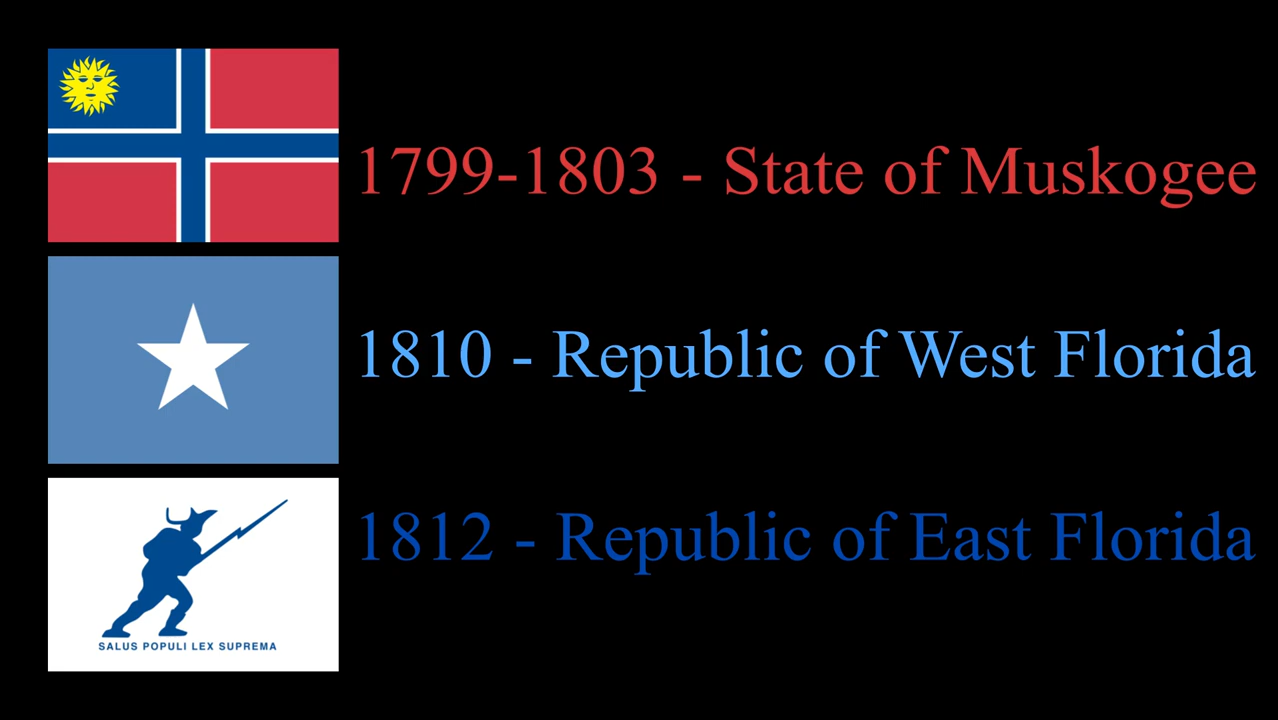 1799-1803 - State of Muskogee
1810 - Republic of West Florida
1812 - Republic of East Florida
SALUS POPULI LEX SUPREMA